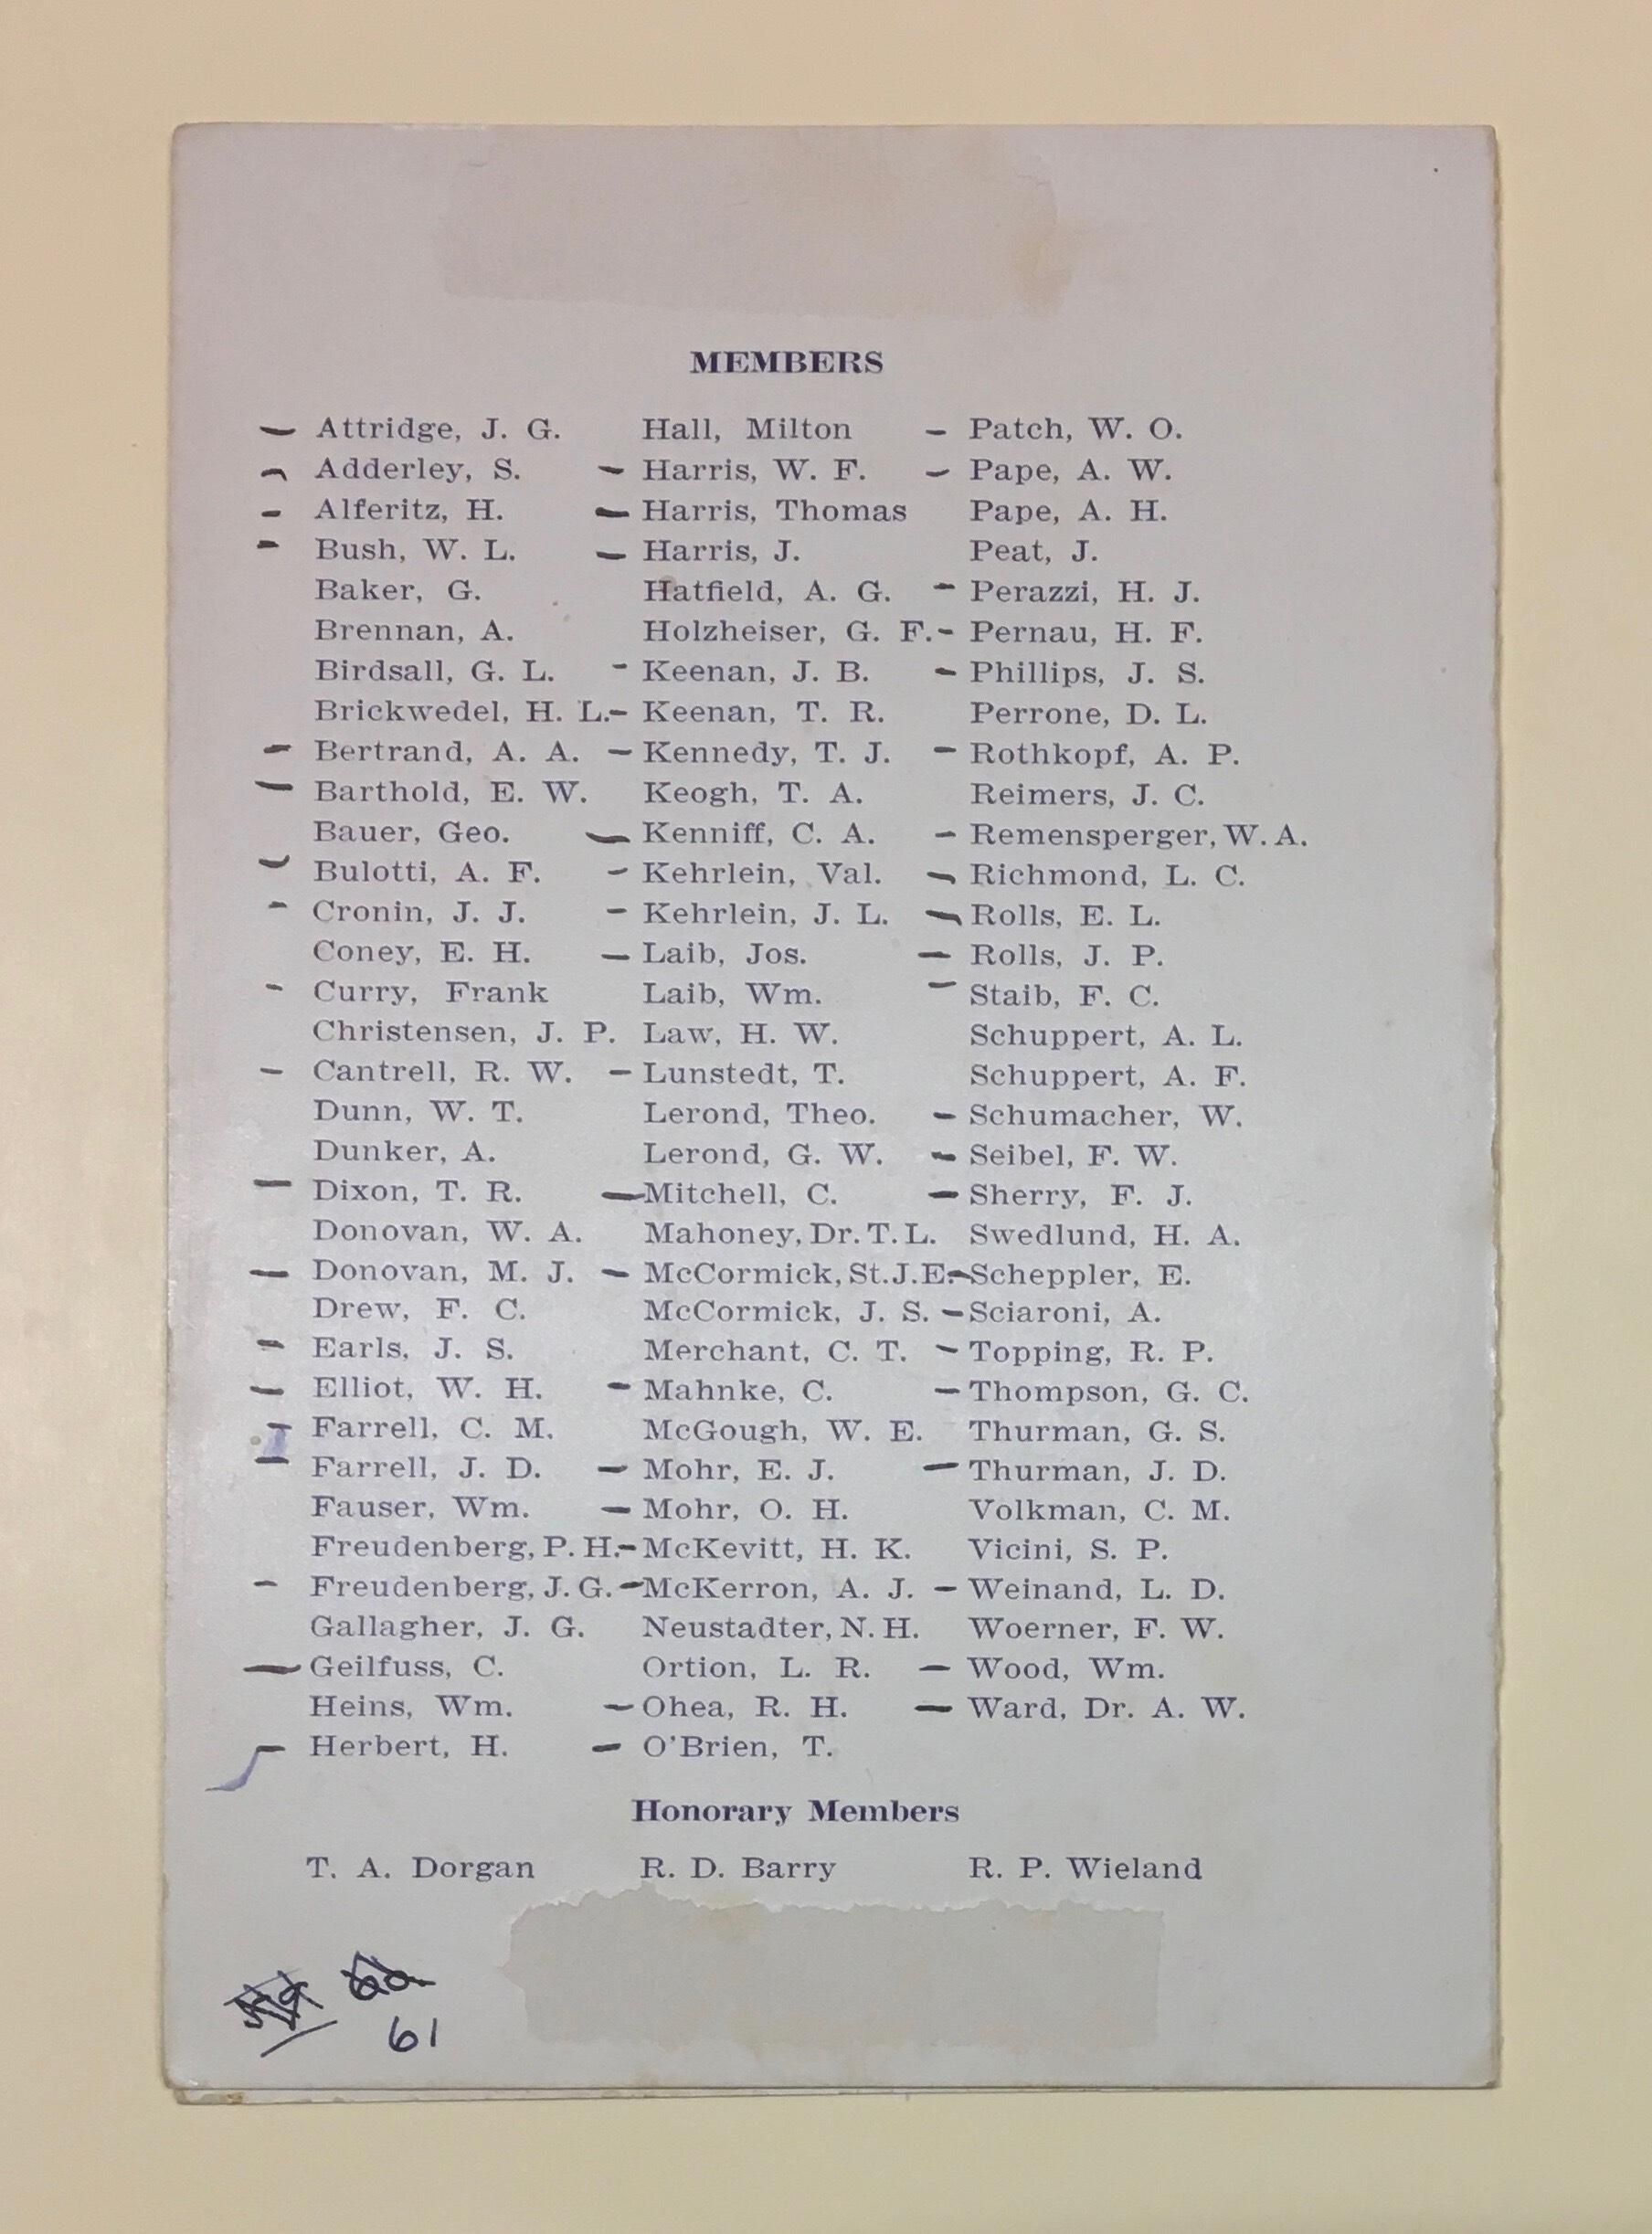 MEMBERS
Attridge, J. G.
Adderley, S.
Alferitz, H.
Bush, W. L.
Baker, G.
Brennan, A.
Birdsall, G. L.
Brickwedel, H. L.
Bertrand, A. A.
Barthold, E. W.
Bauer, Geo.
Bulotti, A. F.
Cronin, J. J.
Coney, E. H.
Curry, Frank
Christensen, J. P.
Cantrell, R. W.
Dunn, W. T.
Dunker, A.
Dixon, T. R.
Donovan, W. A.
Donovan, M. J.
Drew, F. C.
Earls, J. S.
Elliot, W. H.
Farrell, C. M.
Farrell, J. D.
Fauser, Wm.
Freudenberg, P. H.
Freudenberg, J. G.
Gallagher, J. G.
Geilfuss, C.
Heins, Wm.
Herbert, H.
Hall, Milton
Harris, W. F.
Harris, Thomas
Harris, J.
Hatfield, A. G.
Holzheiser, G. F.
Keenan, J. B.
Keenan, T. R.
Kennedy, T. J.
Keogh, T. A.
Kenniff, C. A.
Kehrlein, Val.
Kehrlein, J. L.
Laib, Jos.
Laib, Wm.
Law, H. W.
Lunstedt, T.
Lerond, Theo.
Lerond, G. W.
Mitchell, C.
Mahoney, Dr. T. L.
McCormick, St. J. E.
McCormick, J. S.
Merchant, C. T.
Mahnke, C.
McGough, W. E.
Mohr, E. J.
Mohr, O. H.
McKevitt, H. K.
McKerron, A. J.
Neustadter, N. H.
Ortion, L. R.
Ohea, R. H.
O'Brien, T.
Patch, W. O.
Pape, A. W.
Pape, A. H.
Peat, J.
Perazzi, H. J.
Pernau, H. F.
Phillips, J. S.
Perrone, D. L.
Rothkopf, A. P.
Reimers, J. C.
Remensperger, W. A.
Richmond, L. C.
Rolls, E. L.
Rolls, J. P.
Staib, F. C.
Schuppert, A. L.
Schuppert, A. F.
Schumacher, W.
Seibel, F. W.
Sherry, F. J.
Swedlund, H. A.
Scheppler, E.
Sciaroni, A.
Topping, R. P.
Thompson, G. C.
Thurman, G. S.
Thurman, J. D.
Volkman, C. M.
Vicini, S. P.
Weinand, L. D.
Woerner, F. W.
Wood, Wm.
Ward, Dr. A. W.
Honorary Members
T. A. Dorgan
R. D. Barry
R. P. Wieland
61